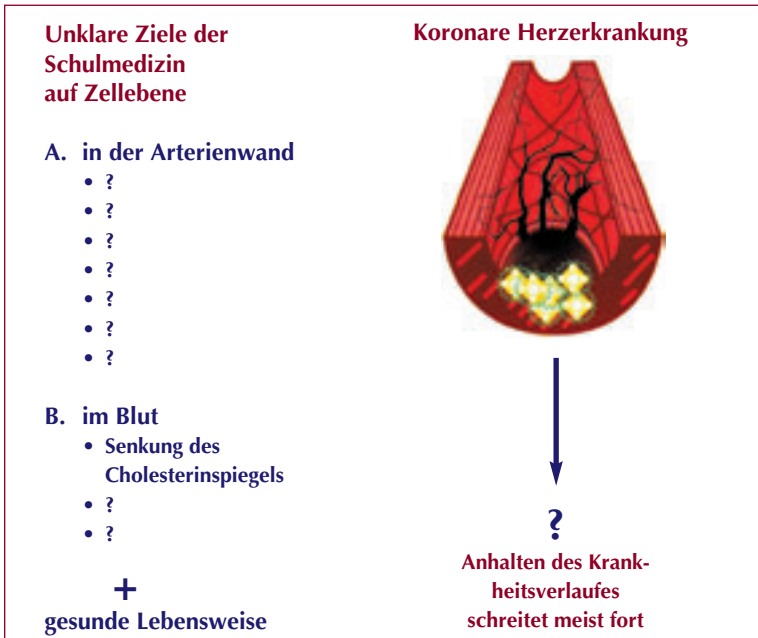 Unklare Ziele der
Schulmedizin
auf Zellebene
A. in der Arterienwand
• ?
• ?
• ?
• ?
• ?
• ?
• ?
B. im Blut
• Senkung des
Cholesterinspiegels
• ?
• ?
+
gesunde Lebensweise
Koronare Herzerkrankung
?
Anhalten des Krank-
heitsverlaufes
schreitet meist fort